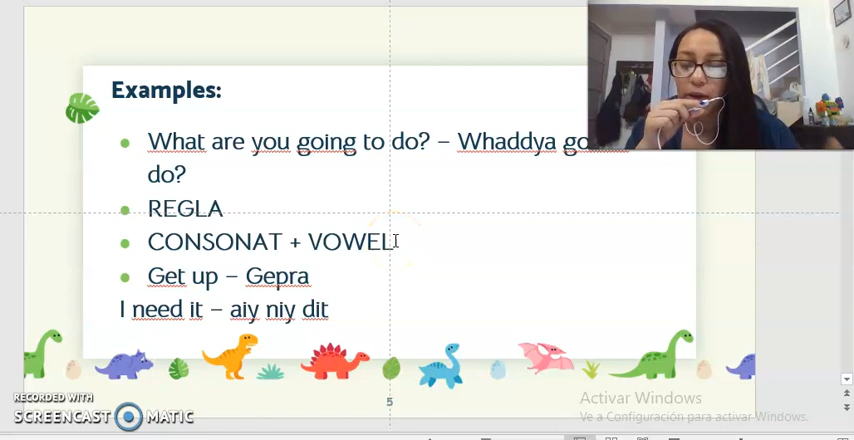 Examples:
What are you going to do? – Whaddya
do?
REGLA
CONSONAT + VOWEL
Get up – Gepra
I need it – aiy niy dit
5
RECORDED WITH
SCREENCAST MATIC
Activar Windows
Ve a Configuración para activar Windows.